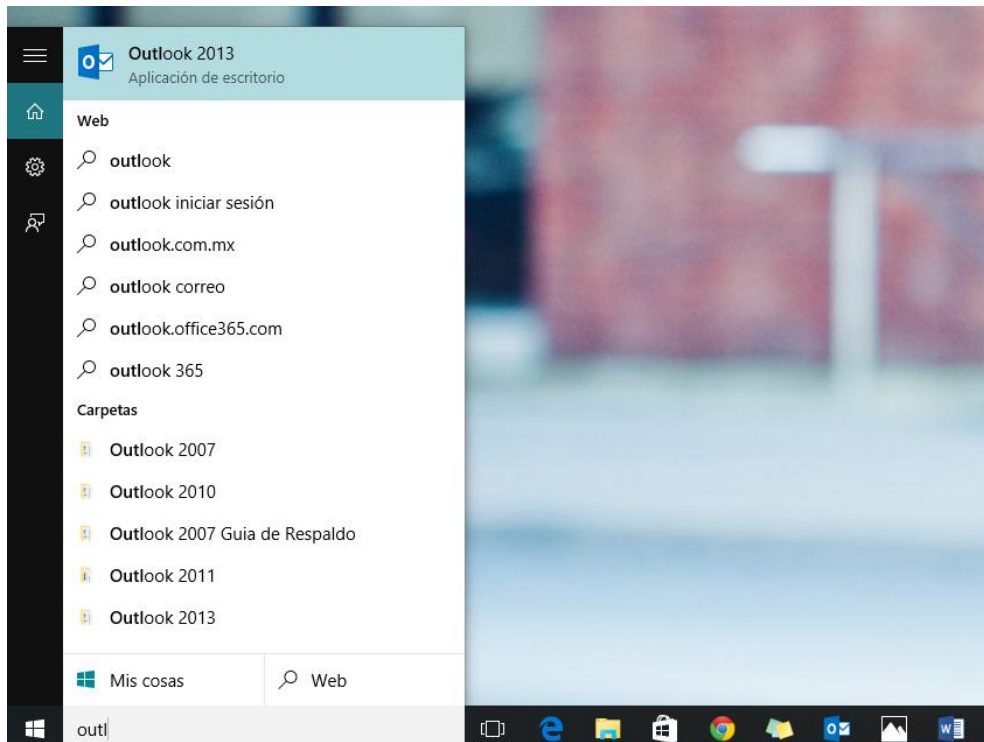 Outlook 2013
Aplicación de escritorio
Web
outlook
outlook iniciar sesión
outlook.com.mx
outlook correo
outlook.office365.com
outlook 365
Carpetas
Outlook 2007
Outlook 2010
Outlook 2007 Guia de Respaldo
Outlook 2011
Outlook 2013
Mis cosas
Web
outl